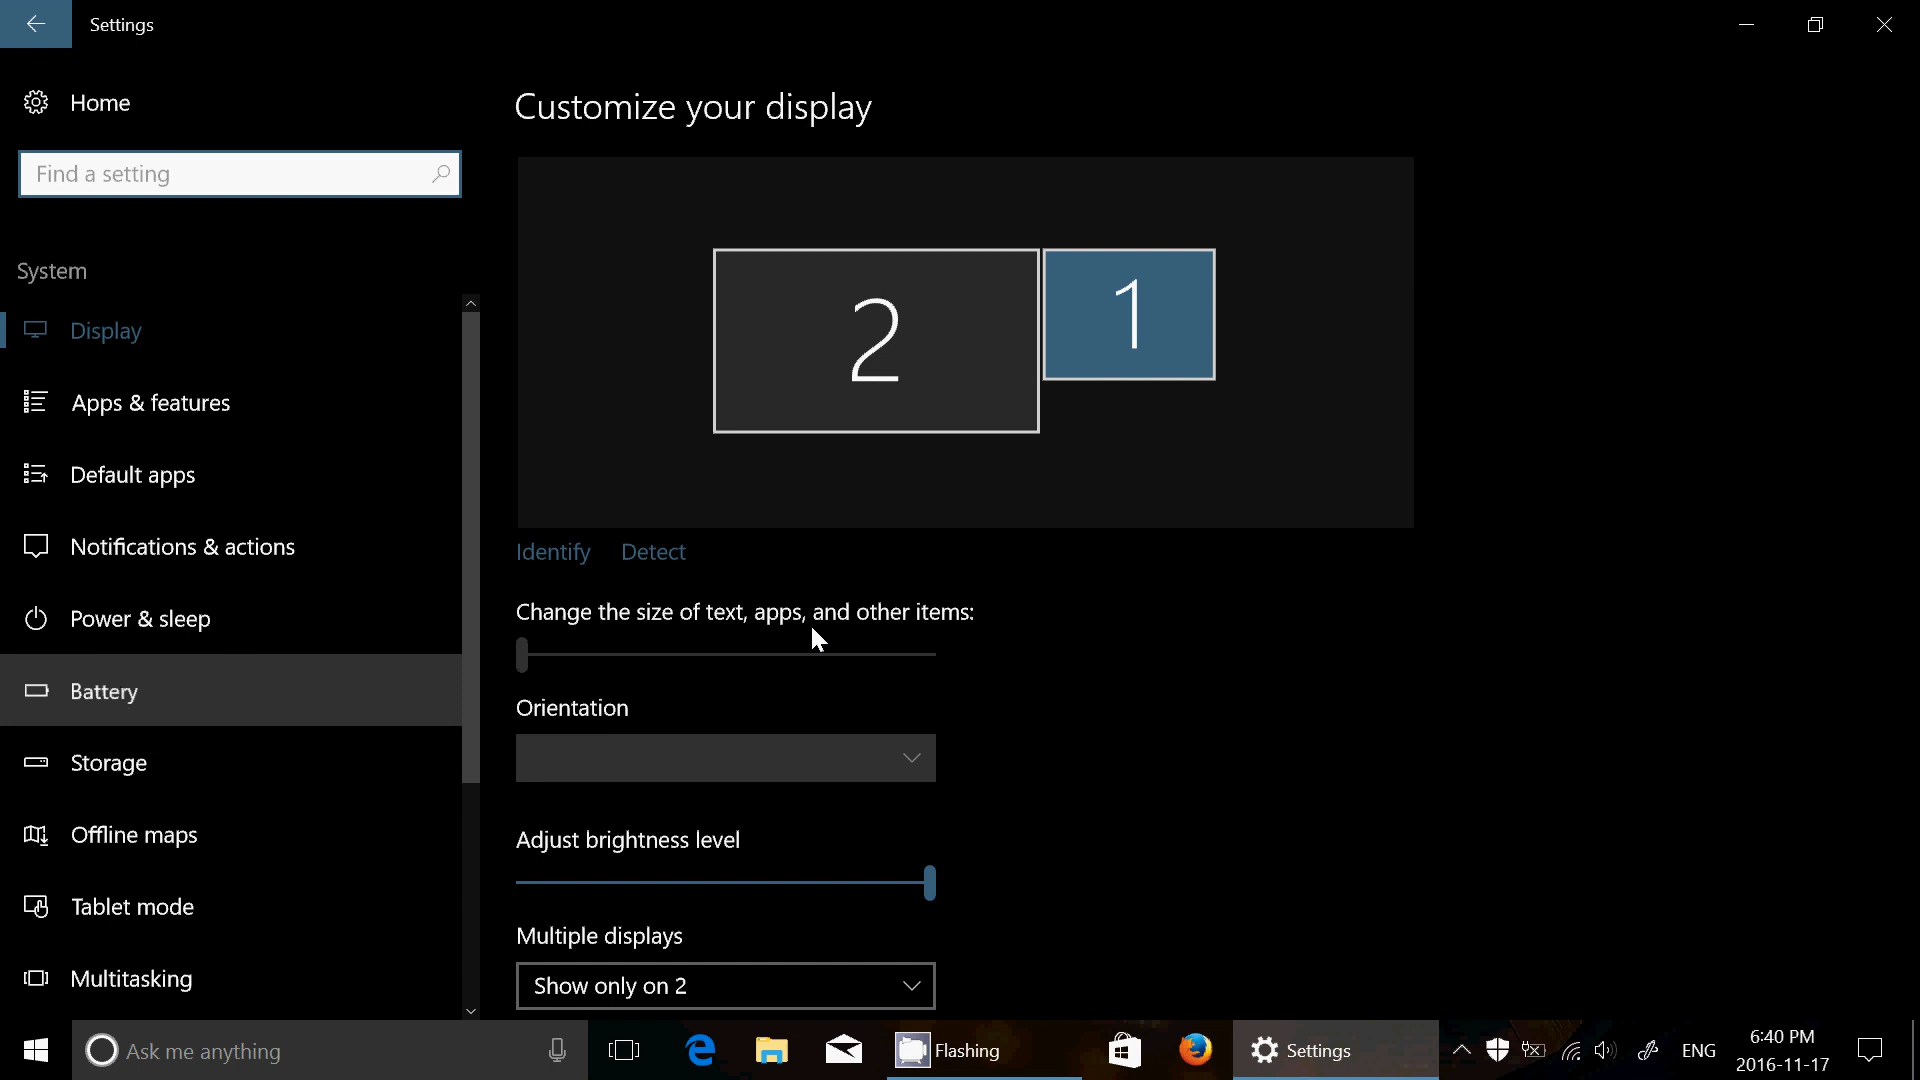 Settings
Home
Find a setting
System
Display
Apps & features
Default apps
Notifications & actions
Power & sleep
Battery
Storage
Offline maps
Tablet mode
Multitasking
Customize your display
2
1
Identify Detect
Change the size of text, apps, and other items:
Orientation
Adjust brightness level
Multiple displays
Show only on 2
Ask me anything
Flashing
Settings
ENG
6:40 PM
2016-11-17